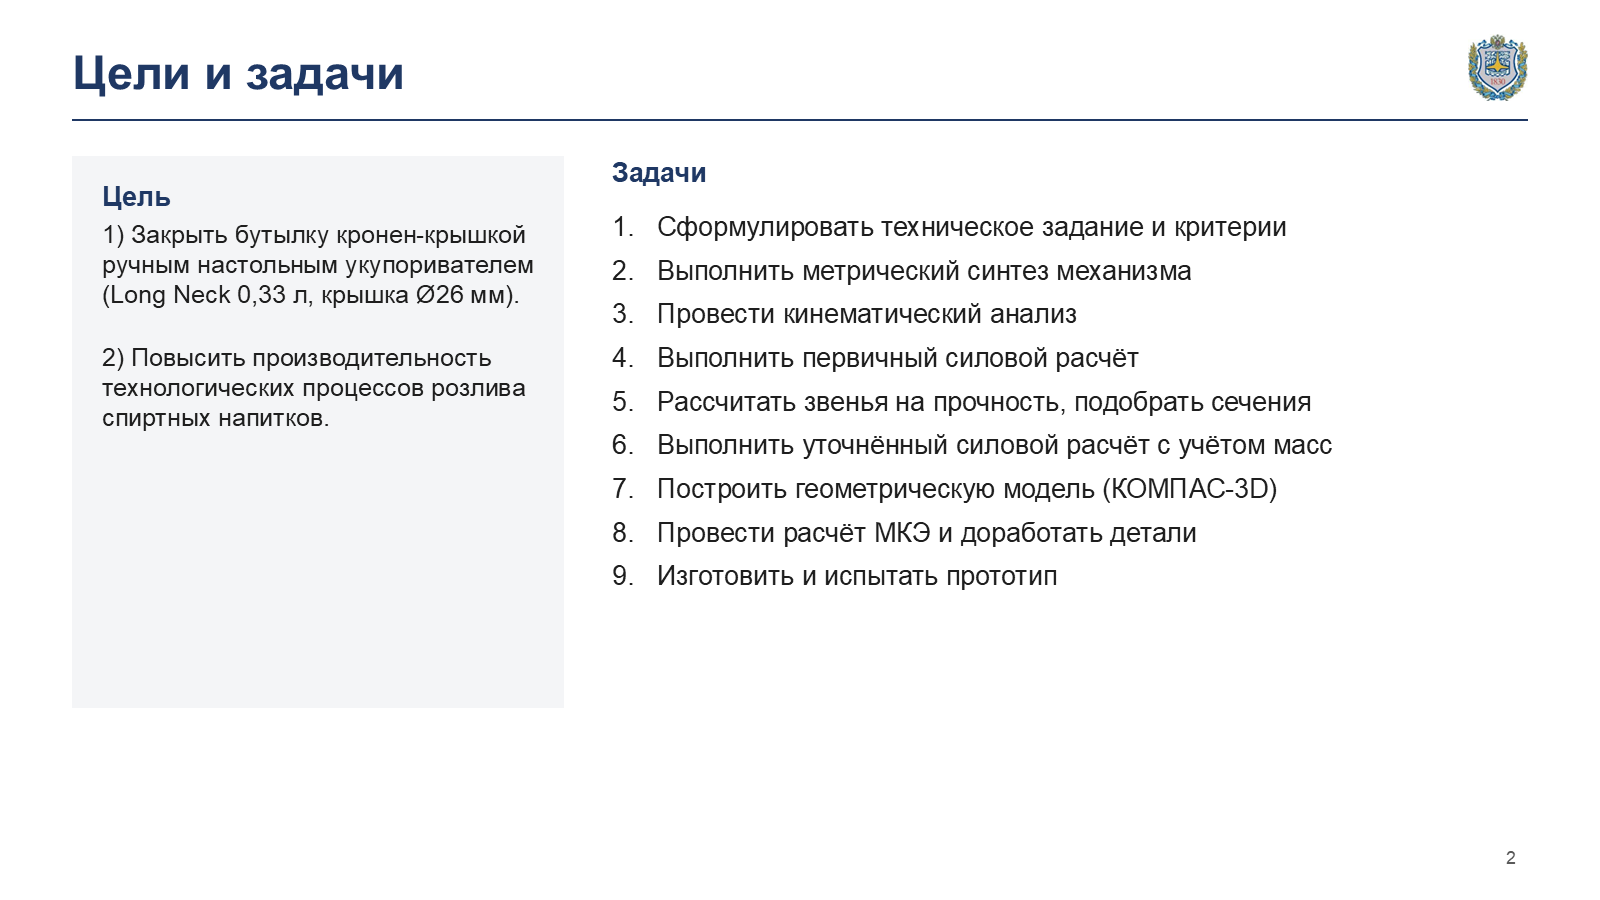 Цели и задачи
1830
Цель
1) Закрыть бутылку кронен-крышкой
ручным настольным укупоривателем
(Long Neck 0,33 л, крышка Ø26 мм).
2) Повысить производительность
технологических процессов розлива
спиртных напитков.
Задачи
1. Сформулировать техническое задание и критерии
2. Выполнить метрический синтез механизма
3. Провести кинематический анализ
4. Выполнить первичный силовой расчёт
5. Рассчитать звенья на прочность, подобрать сечения
6. Выполнить уточнённый силовой расчёт с учётом масс
7. Построить геометрическую модель (КОМПАС-3D)
8. Провести расчёт МКЭ и доработать детали
9. Изготовить и испытать прототип
2